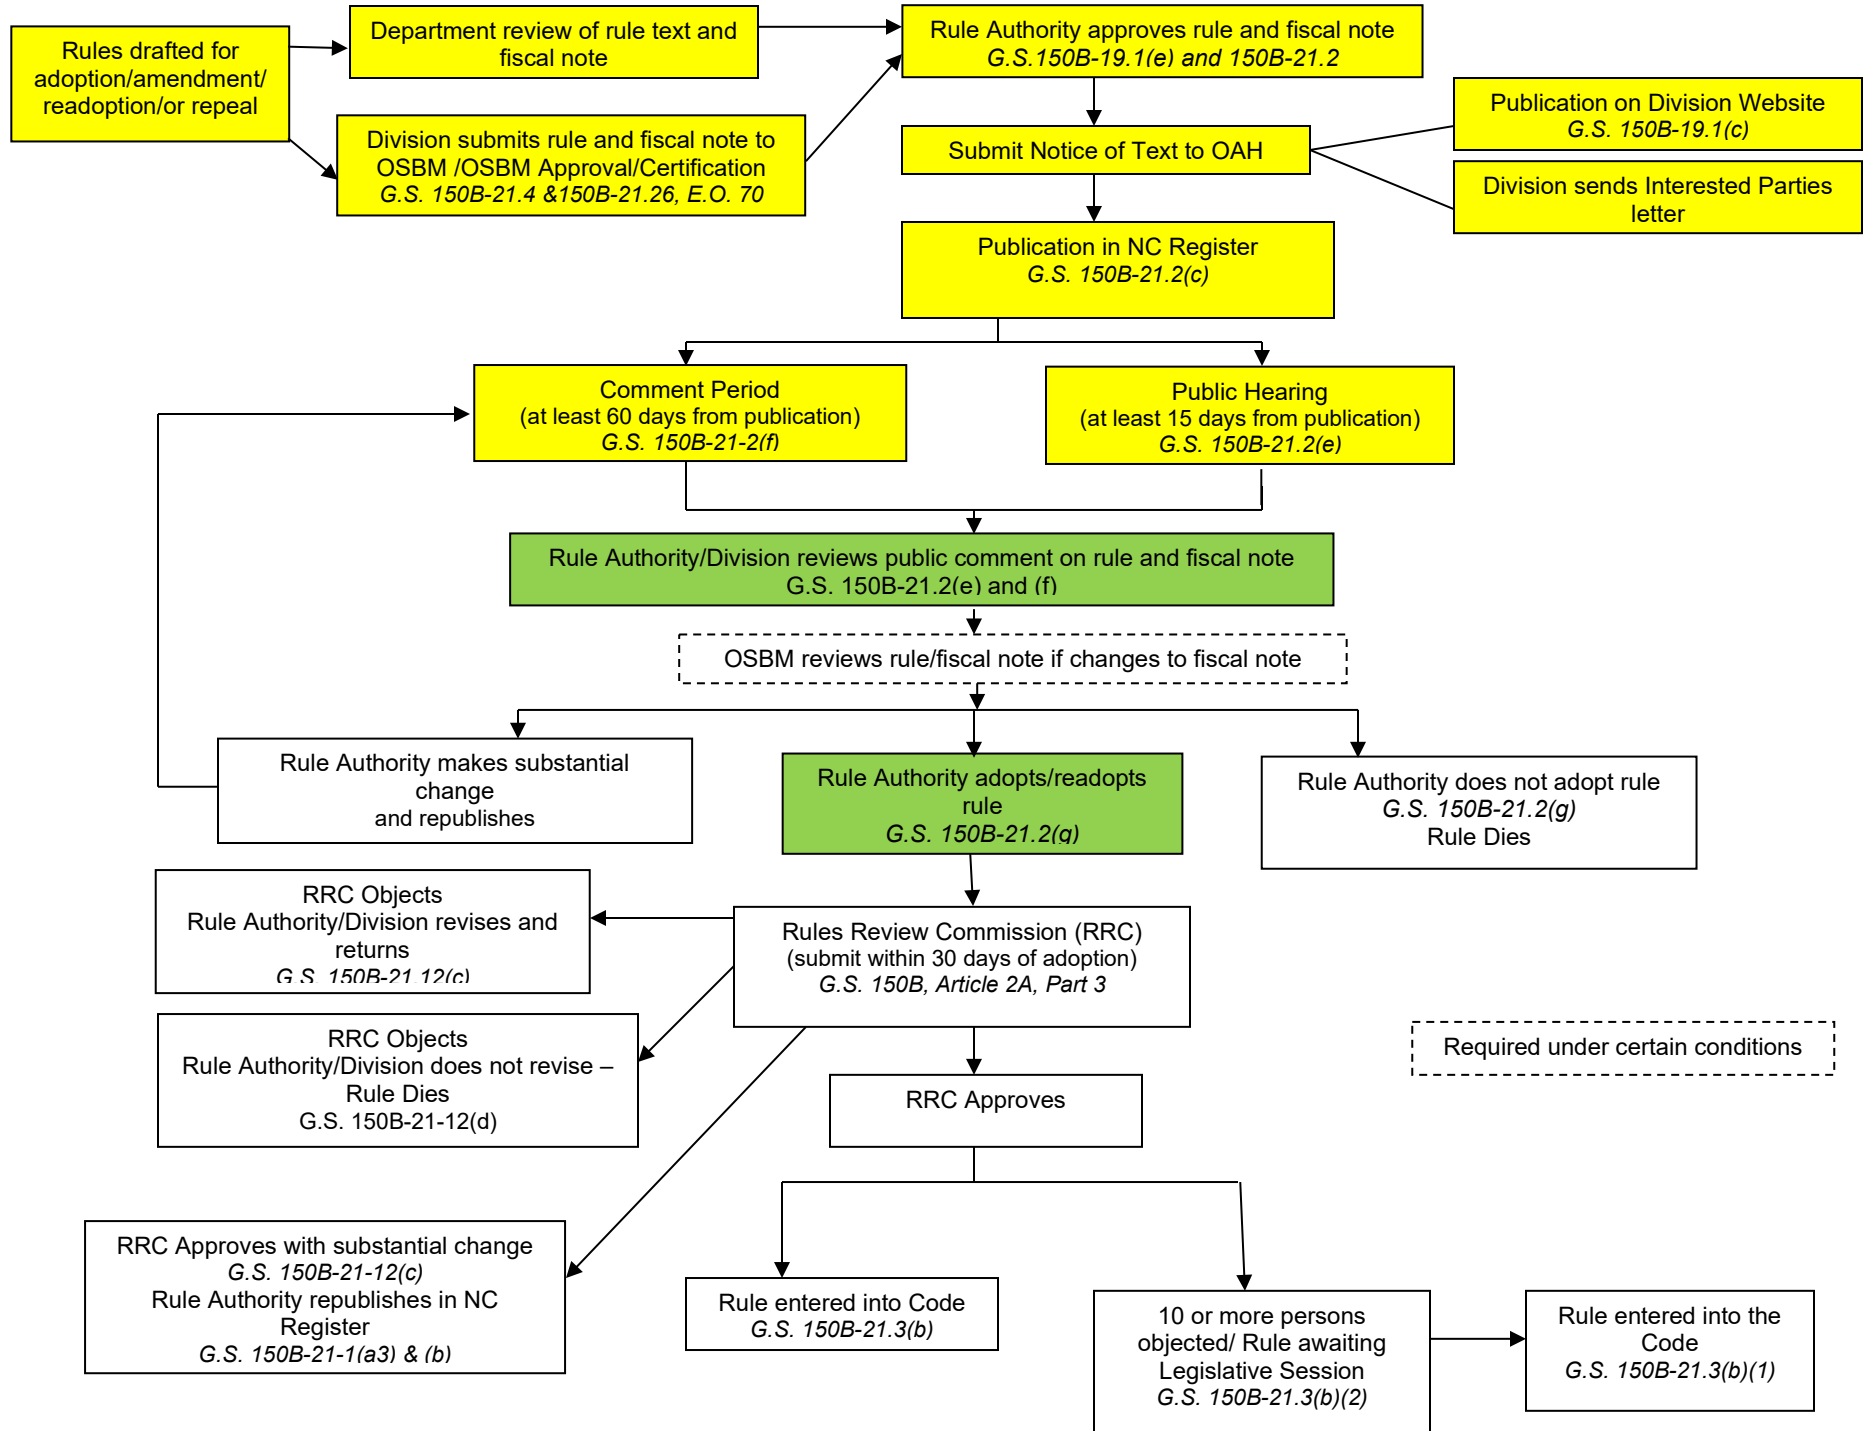 Rules drafted for
adoption/amendment/
readoption/or repeal
Department review of rule text and
fiscal note
Rule Authority approves rule and fiscal note
G.S.150B-19.1(e) and 150B-21.2
Division submits rule and fiscal note to
OSBM /OSBM Approval/Certification
G.S. 150B-21.4 &150B-21.26, E.O. 70
Submit Notice of Text to OAH
Publication on Division Website
G.S. 150B-19.1(c)
Division sends Interested Parties
letter
Publication in NC Register
G.S. 150B-21.2(c)
Comment Period
(at least 60 days from publication)
G.S. 150B-21-2(f)
Public Hearing
(at least 15 days from publication)
G.S. 150B-21.2(e)
Rule Authority/Division reviews public comment on rule and fiscal note
G.S. 150B-21.2(e) and (f)
OSBM reviews rule/fiscal note if changes to fiscal note
Rule Authority makes substantial
change
and republishes
Rule Authority adopts/readopts
rule
G.S. 150B-21.2(g)
Rule Authority does not adopt rule
G.S. 150B-21.2(g)
Rule Dies
RRC Objects
Rule Authority/Division revises and
returns
G.S. 150B-21.12(c)
Rules Review Commission (RRC)
(submit within 30 days of adoption)
G.S. 150B, Article 2A, Part 3
RRC Objects
Rule Authority/Division does not revise –
Rule Dies
G.S. 150B-21-12(d)
Required under certain conditions
RRC Approves
RRC Approves with substantial change
G.S. 150B-21-12(c)
Rule Authority republishes in NC
Register
G.S. 150B-21-1(a3) & (b)
Rule entered into Code
G.S. 150B-21.3(b)
10 or more persons
objected/ Rule awaiting
Legislative Session
G.S. 150B-21.3(b)(2)
Rule entered into the
Code
G.S. 150B-21.3(b)(1)